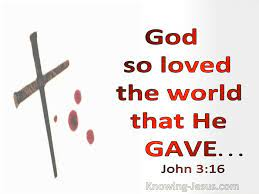 God
so loved
the world
that He
GAVE...
John 3:16
Knowing-Jesus.com